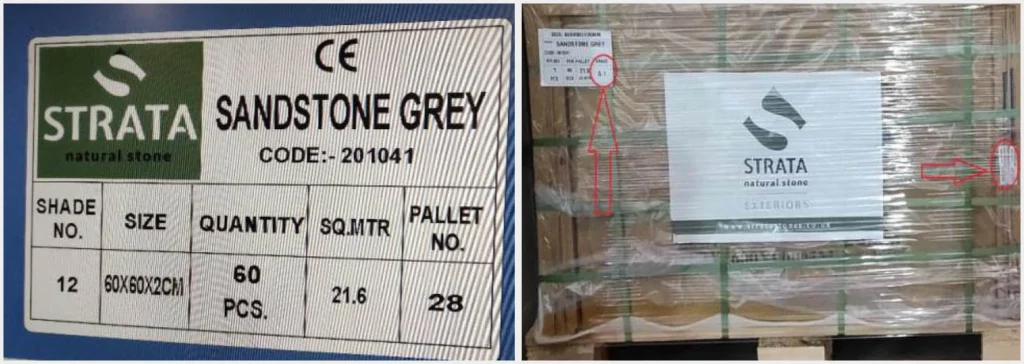 CE
STRATA
natural stone
SANDSTONE GREY
CODE:- 201041
SHADE NO.
SIZE
QUANTITY
SQ.MTR
PALLET NO.
12
60X60X2CM
60 PCS.
21.6
28
SANDSTONE GREY
STRATA
natural stone
EXTERIORS